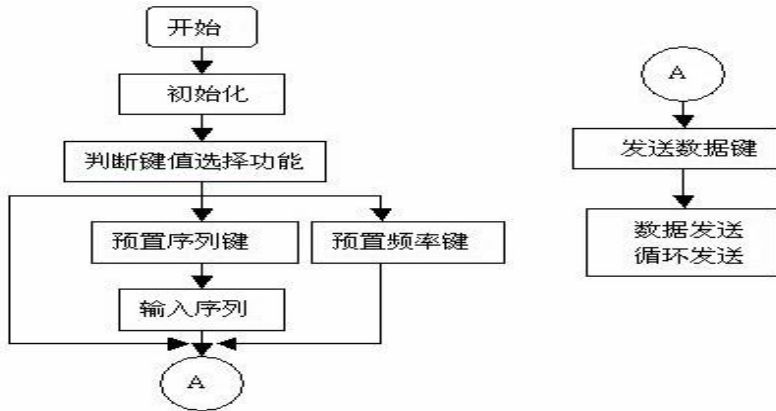 开始
初始化
判断键值选择功能
预置序列键
预置频率键
输入序列
A
A
发送数据键
数据发送
循环发送